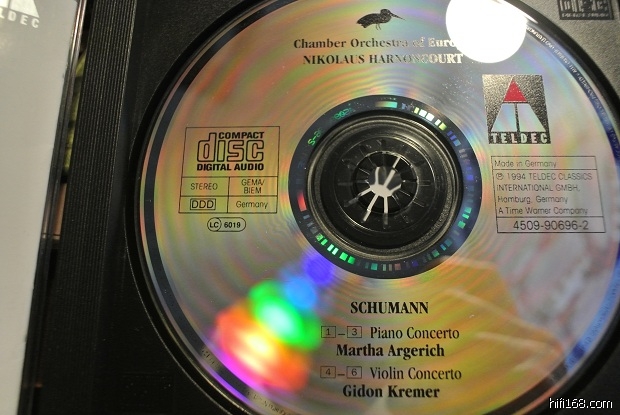 Chamber Orchestra of Euro
NIKOLAUS HARNONCOURT
TELDEC
COMPACT
disc
DIGITAL AUDIO
STEREO
GEMA/
BIEM
DDD
Germany
LC 6019
Made in Germany
℗ 1994 TELDEC CLASSICS
INTERNATIONAL GMBH,
Hamburg, Germany
A Time Warner Company
4509-90696-2
SCHUMANN
1–3 Piano Concerto
Martha Argerich
4–6 Violin Concerto
Gidon Kremer
hifi168.com